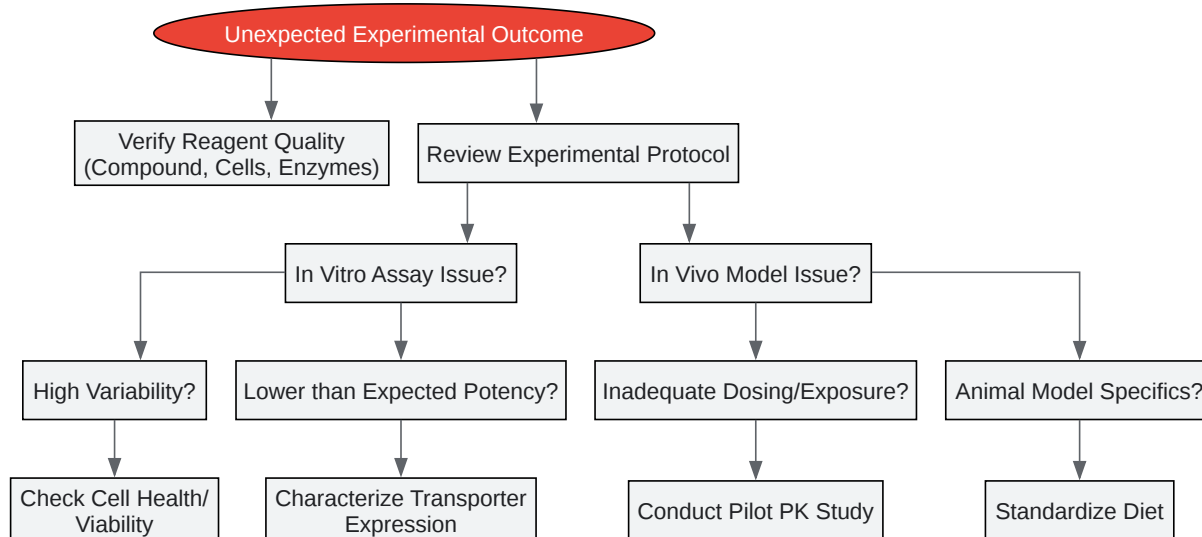 Unexpected Experimental Outcome
Verify Reagent Quality
(Compound, Cells, Enzymes)
Review Experimental Protocol
In Vitro Assay Issue?
In Vivo Model Issue?
High Variability?
Lower than Expected Potency?
Inadequate Dosing/Exposure?
Animal Model Specifics?
Check Cell Health/
Viability
Characterize Transporter
Expression
Conduct Pilot PK Study
Standardize Diet